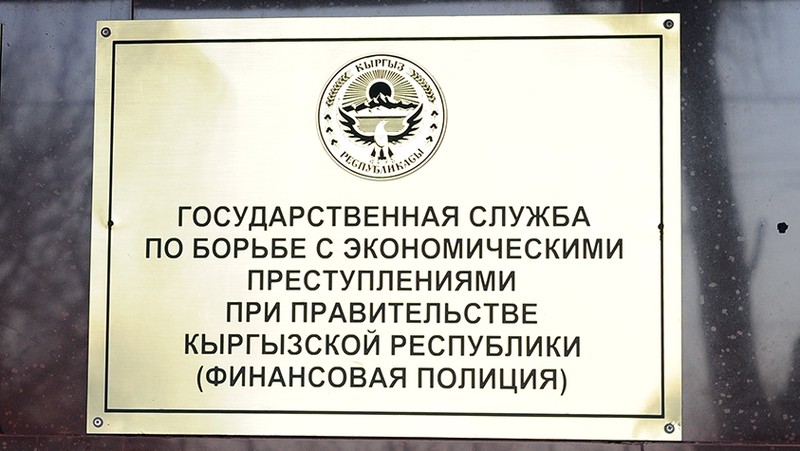 КЫРГЫЗ
РЕСПУБЛИКАСЫ
ГОСУДАРСТВЕННАЯ СЛУЖБА
ПО БОРЬБЕ С ЭКОНОМИЧЕСКИМИ
ПРЕСТУПЛЕНИЯМИ
ПРИ ПРАВИТЕЛЬСТВЕ
КЫРГЫЗСКОЙ РЕСПУБЛИКИ
(ФИНАНСОВАЯ ПОЛИЦИЯ)